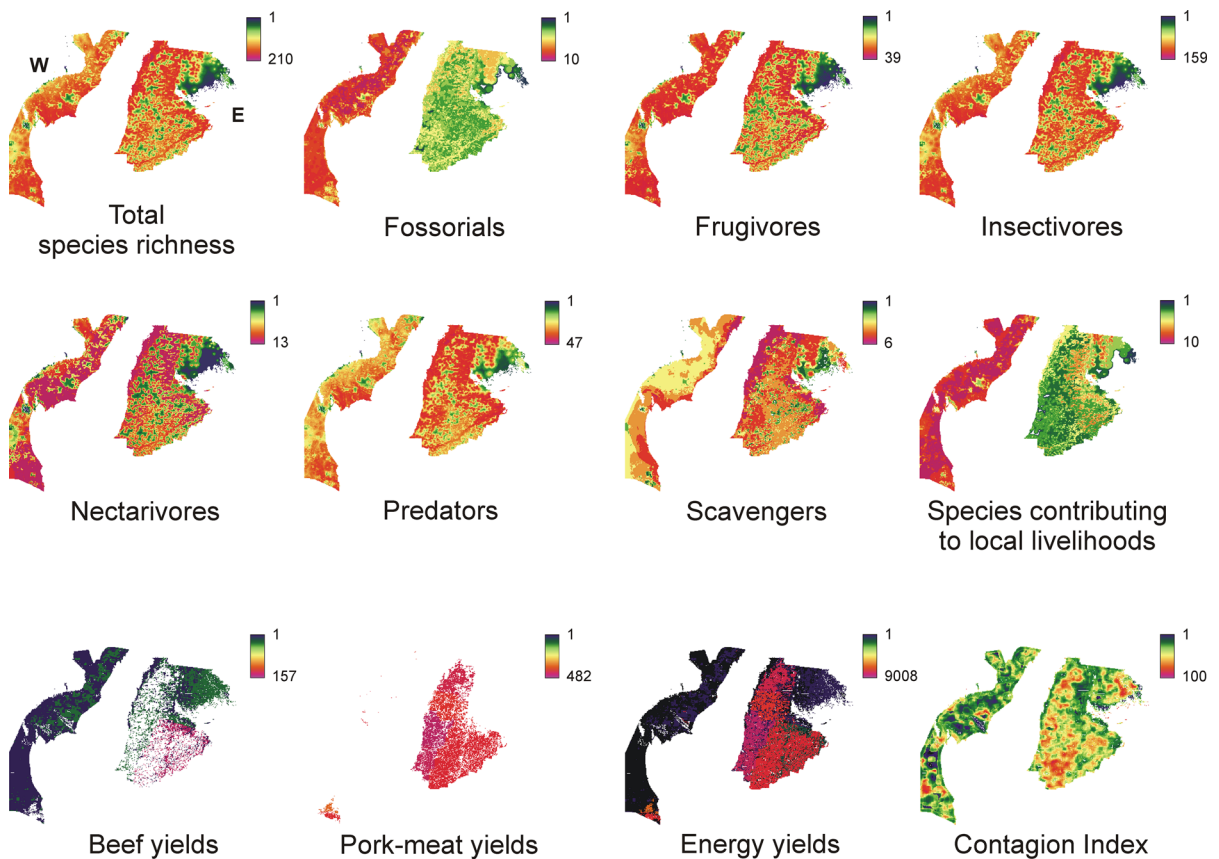 1
210
W
E
Total
species richness
1
10
Fossorials
1
39
Frugivores
1
159
Insectivores
1
13
Nectarivores
1
47
Predators
1
6
Scavengers
1
10
Species contributing
to local livelihoods
1
157
Beef yields
1
482
Pork-meat yields
1
9008
Energy yields
1
100
Contagion Index